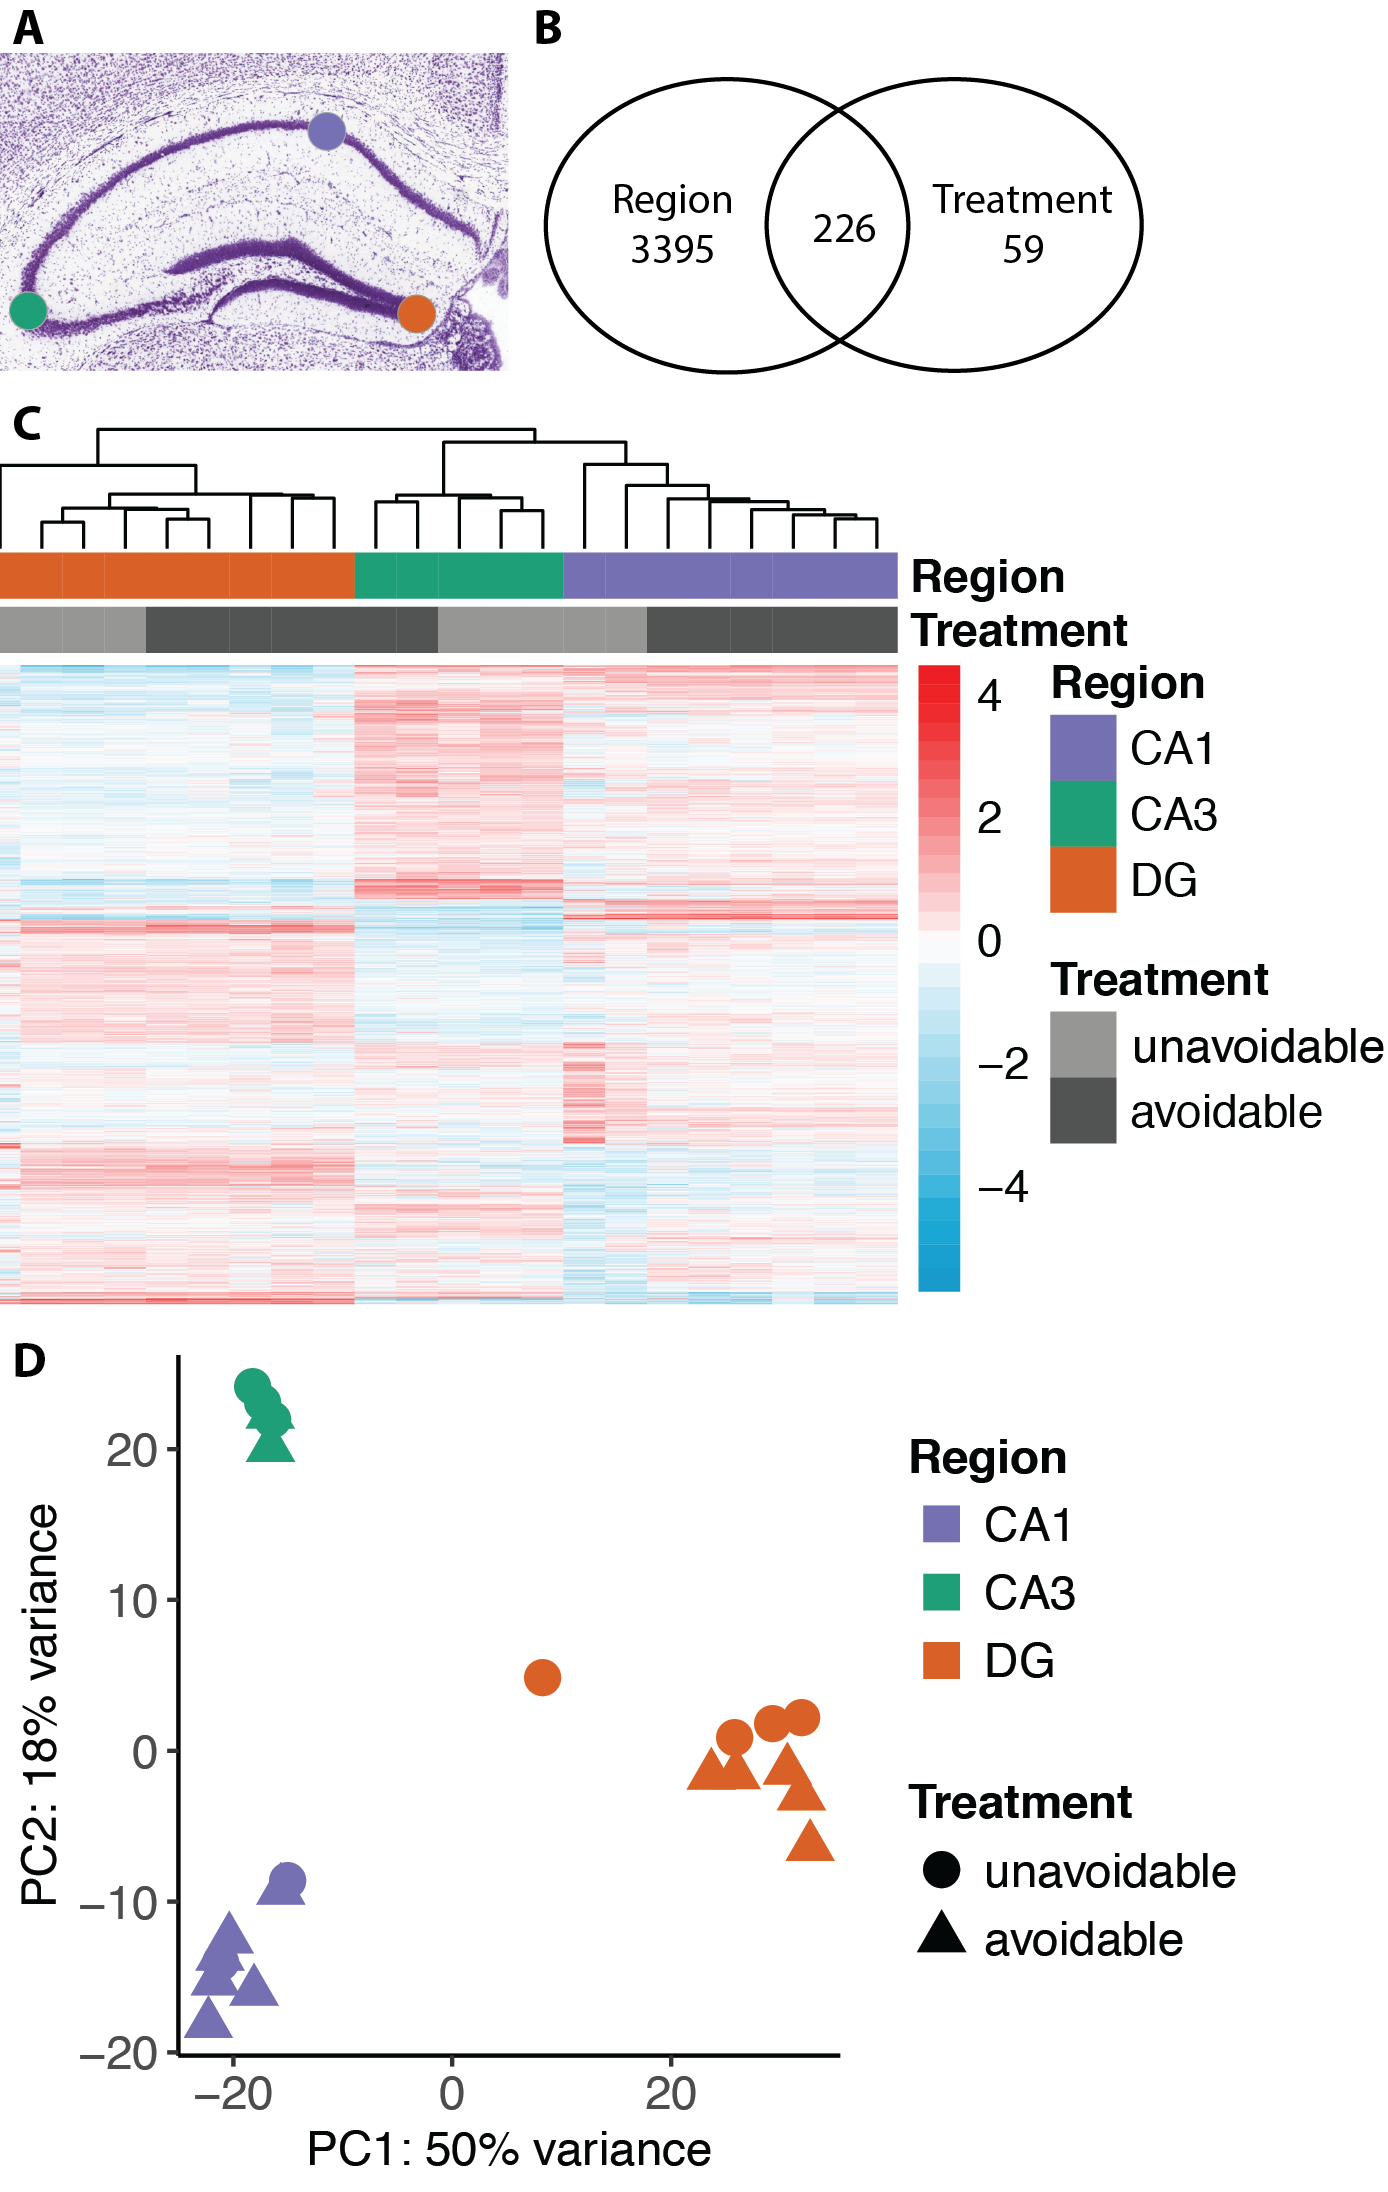 A
B
Region
3395
226
Treatment
59
C
Region
Treatment
4
2
0
−2
−4
Region
CA1
CA3
DG
Treatment
unavoidable
avoidable
D
20
10
0
−10
−20
PC2: 18% variance
−20
0
20
PC1: 50% variance
Region
CA1
CA3
DG
Treatment
unavoidable
avoidable